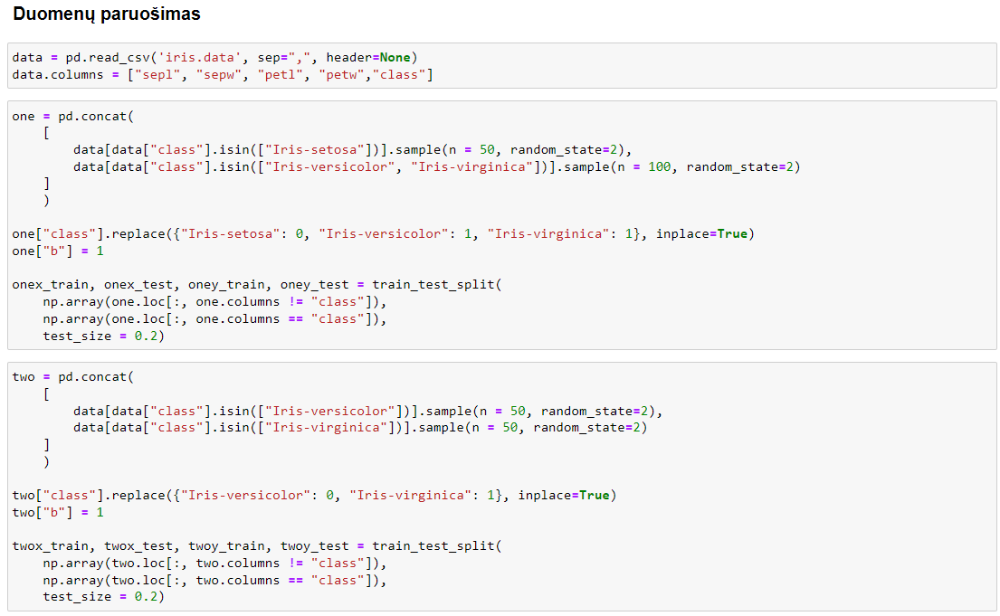 Duomenų paruošimas
data = pd.read_csv('iris.data', sep=",", header=None)
data.columns = ["sepl", "sepw", "petl", "petw","class"]
one = pd.concat(
    [
        data[data["class"].isin(["Iris-setosa"])].sample(n = 50, random_state=2),
        data[data["class"].isin(["Iris-versicolor", "Iris-virginica"])].sample(n = 100, random_state=2)
    ]
    )
one["class"].replace({"Iris-setosa": 0, "Iris-versicolor": 1, "Iris-virginica": 1}, inplace=True)
one["b"] = 1
onex_train, onex_test, oney_train, oney_test = train_test_split(
    np.array(one.loc[:, one.columns != "class"]),
    np.array(one.loc[:, one.columns == "class"]),
    test_size = 0.2)
two = pd.concat(
    [
        data[data["class"].isin(["Iris-versicolor"])].sample(n = 50, random_state=2),
        data[data["class"].isin(["Iris-virginica"])].sample(n = 50, random_state=2)
    ]
    )
two["class"].replace({"Iris-versicolor": 0, "Iris-virginica": 1}, inplace=True)
two["b"] = 1
twox_train, twox_test, twoy_train, twoy_test = train_test_split(
    np.array(two.loc[:, two.columns != "class"]),
    np.array(two.loc[:, two.columns == "class"]),
    test_size = 0.2)